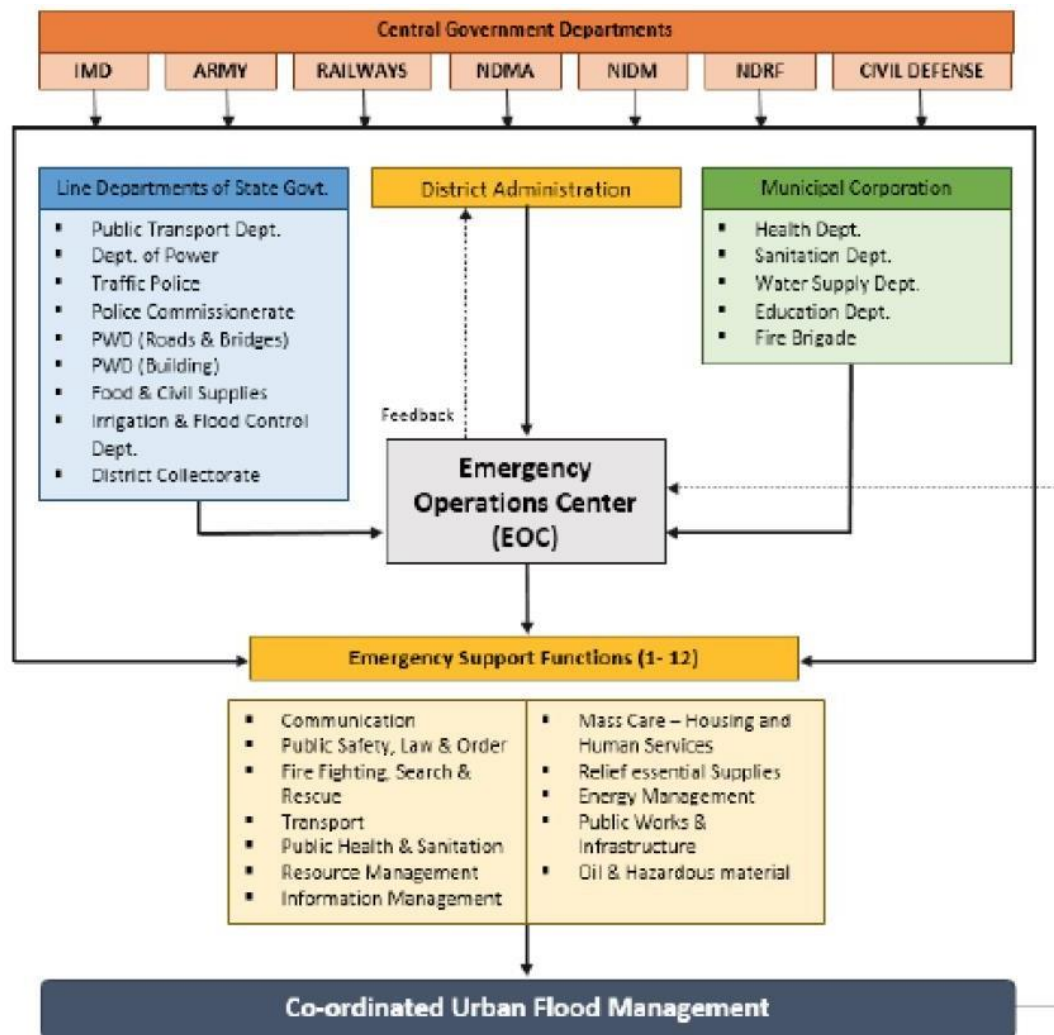 Central Government Departments
IMD
ARMY
RAILWAYS
NDMA
NIDM
NDRF
CIVIL DEFENSE
Line Departments of State Govt.
▪ Public Transport Dept.
▪ Dept. of Power
▪ Traffic Police
▪ Police Commissionerate
▪ PWD (Roads & Bridges)
▪ PWD (Building)
▪ Food & Civil Supplies
▪ Irrigation & Flood Control
Dept.
▪ District Collectorate
District Administration
Municipal Corporation
▪ Health Dept.
▪ Sanitation Dept.
▪ Water Supply Dept.
▪ Education Dept.
▪ Fire Brigade
Feedback
Emergency
Operations Center
(EOC)
Emergency Support Functions (1- 12)
▪ Communication
▪ Public Safety, Law & Order
▪ Fire Fighting, Search &
Rescue
▪ Transport
▪ Public Health & Sanitation
▪ Resource Management
▪ Information Management
▪ Mass Care – Housing and
Human Services
▪ Relief essential Supplies
▪ Energy Management
▪ Public Works &
Infrastructure
▪ Oil & Hazardous material
Co-ordinated Urban Flood Management